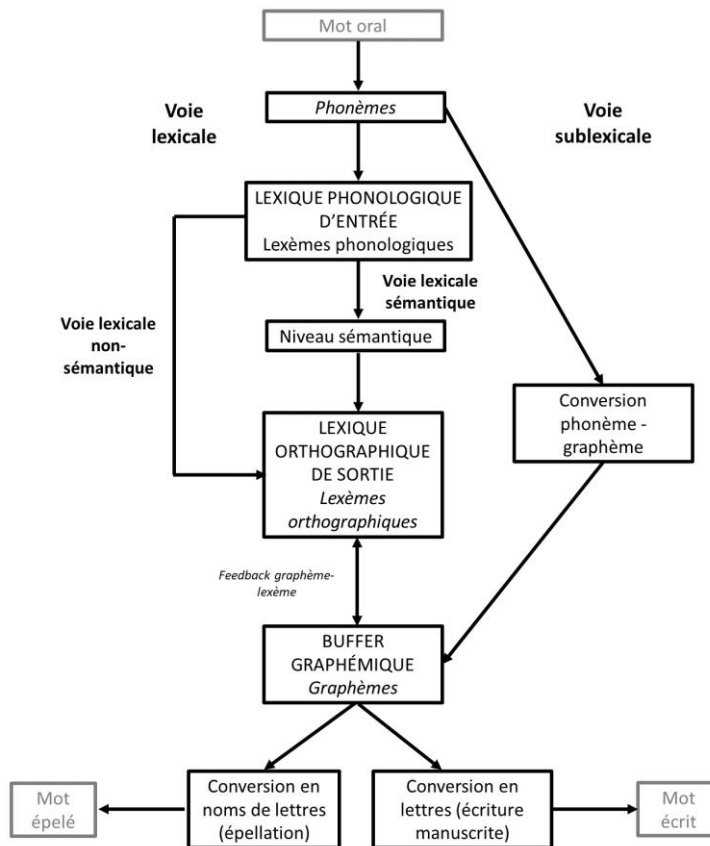 Mot oral
Voie
lexicale
Phonèmes
Voie
sublexicale
LEXIQUE PHONOLOGIQUE
D'ENTRÉE
Lexèmes phonologiques
Voie lexicale
sémantique
Voie lexicale
non-
sémantique
Niveau sémantique
Conversion
phonème -
graphème
LEXIQUE
ORTHOGRAPHIQUE
DE SORTIE
Lexèmes
orthographiques
Feedback graphème-
lexème
BUFFER
GRAPHÉMIQUE
Graphèmes
Mot
épelé
Conversion en
noms de lettres
(épellation)
Conversion en
lettres (écriture
manuscrite)
Mot
écrit